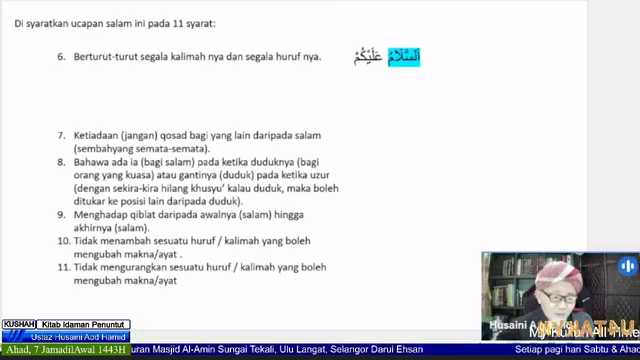 Di syaratkan ucapan salam ini pada 11 syarat:
6. Berturut-turut segala kalimah nya dan segala huruf nya. اَلسَّلَامُ عَلَيْكُمْ
7. Ketiadaan (jangan) qosad bagi yang lain daripada salam
(sembahyang semata-semata).
8. Bahawa ada ia (bagi salam) pada ketika duduknya (bagi
orang yang kuasa) atau gantinya (duduk) pada ketika uzur
(dengan sekira-kira hilang khusyu' kalau duduk, maka boleh
ditukar ke posisi lain daripada duduk).
9. Menghadap qiblat daripada awalnya (salam) hingga
akhirnya (salam).
10. Tidak menambah sesuatu huruf / kalimah yang boleh
mengubah makna/ayat .
11. Tidak mengurangkan sesuatu huruf / kalimah yang boleh
mengubah makna/ayat
Husaini A
KUSHAH Kitab Idaman Penuntut
Ustaz Husaini Abd Hamid
Ahad, 7 JamadilAwal 1443H uran Masjid Al-Amin Sungai Tekali, Ulu Langat, Selangor Darul Ehsan Setiap pagi hari Sabtu & Aha